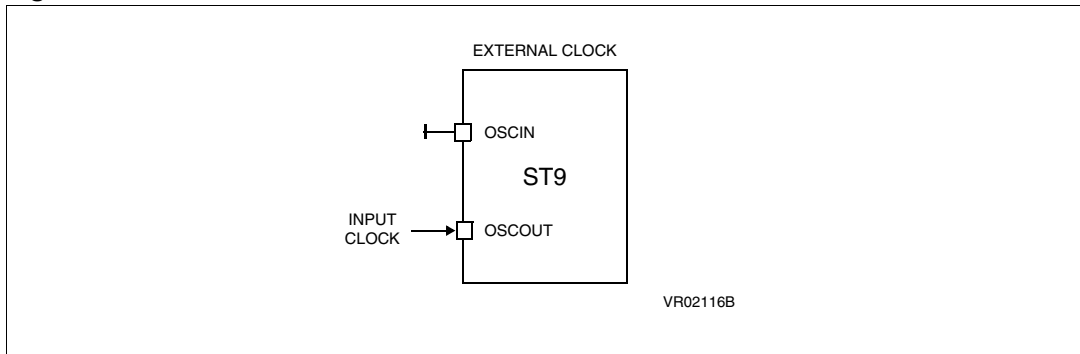 EXTERNAL CLOCK
OSCIN
ST9
INPUT
CLOCK
OSCOUT
VR02116B